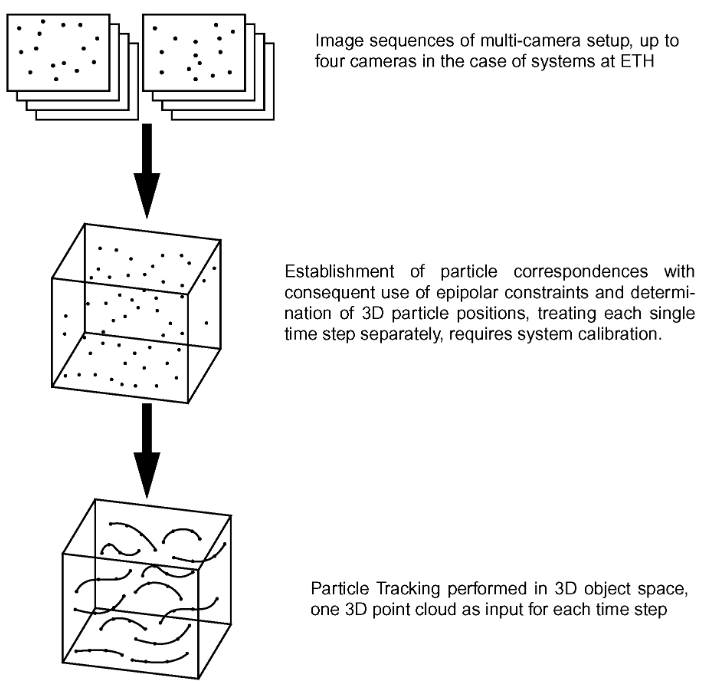 Image sequences of multi-camera setup, up to
four cameras in the case of systems at ETH
Establishment of particle correspondences with
consequent use of epipolar constraints and determi-
nation of 3D particle positions, treating each single
time step separately, requires system calibration.
Particle Tracking performed in 3D object space,
one 3D point cloud as input for each time step